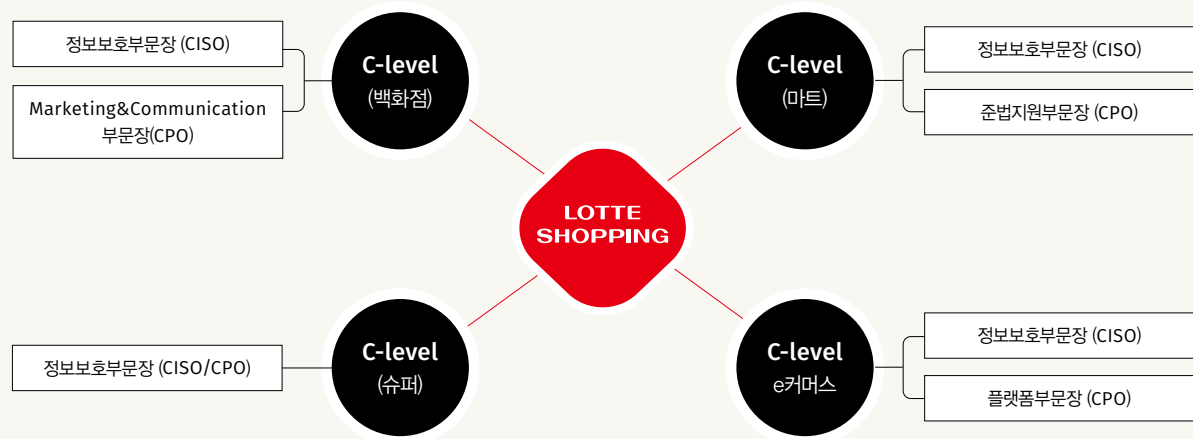 정보보호부문장 (CISO)
Marketing&Communication
부문장(CPO)
C-level
(백화점)
C-level
(마트)
정보보호부문장 (CISO)
준법지원부문장 (CPO)
LOTTE
SHOPPING
정보보호부문장 (CISO/CPO)
C-level
(슈퍼)
C-level
e커머스
정보보호부문장 (CISO)
플랫폼부문장 (CPO)